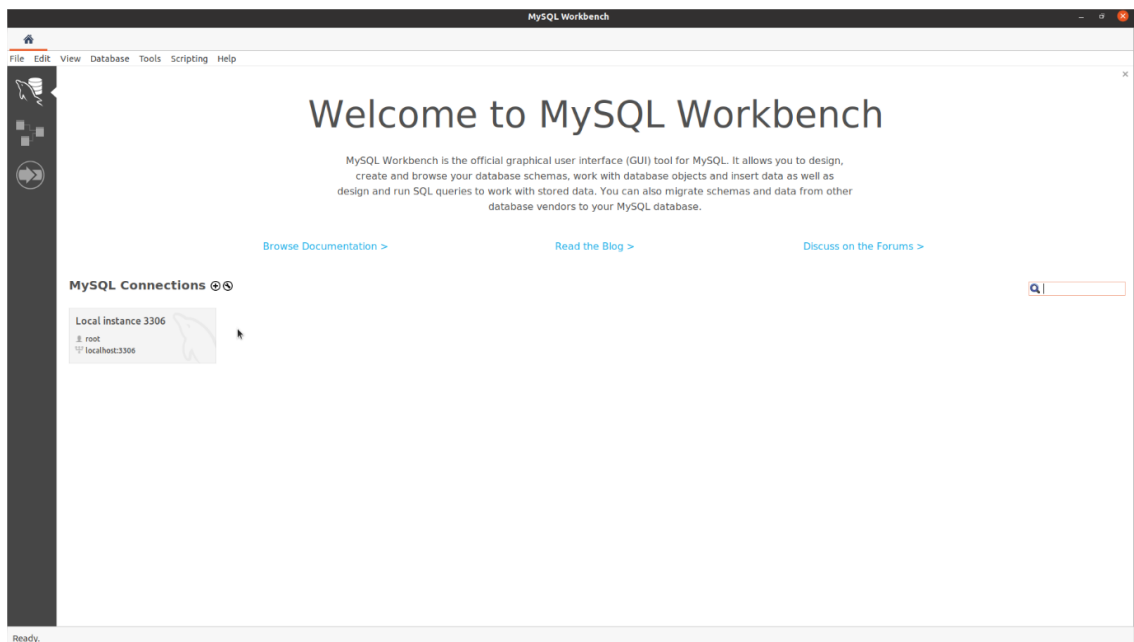 MySQL Workbench
File Edit View Database Tools Scripting Help
Welcome to MySQL Workbench
MySQL Workbench is the official graphical user interface (GUI) tool for MySQL. It allows you to design,
create and browse your database schemas, work with database objects and insert data as well as
design and run SQL queries to work with stored data. You can also migrate schemas and data from other
database vendors to your MySQL database.
Browse Documentation > Read the Blog > Discuss on the Forums >
MySQL Connections
Local instance 3306
root
localhost:3306
Ready.